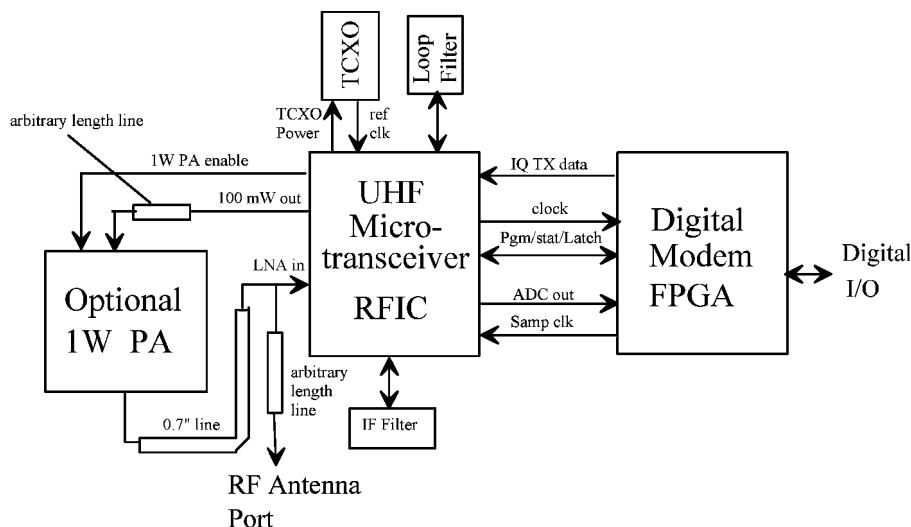 TCXO
Loop
Filter
arbitrary length line
TCXO
Power
ref
clk
1W PA enable
100 mW out
UHF
Micro-
transceiver
RFIC
IQ TX data
clock
Pgm/stat/Latch
ADC out
Samp clk
Digital
Modem
FPGA
Digital
I/O
Optional
1W PA
LNA in
0.7" line
arbitrary
length
line
IF Filter
RF Antenna
Port